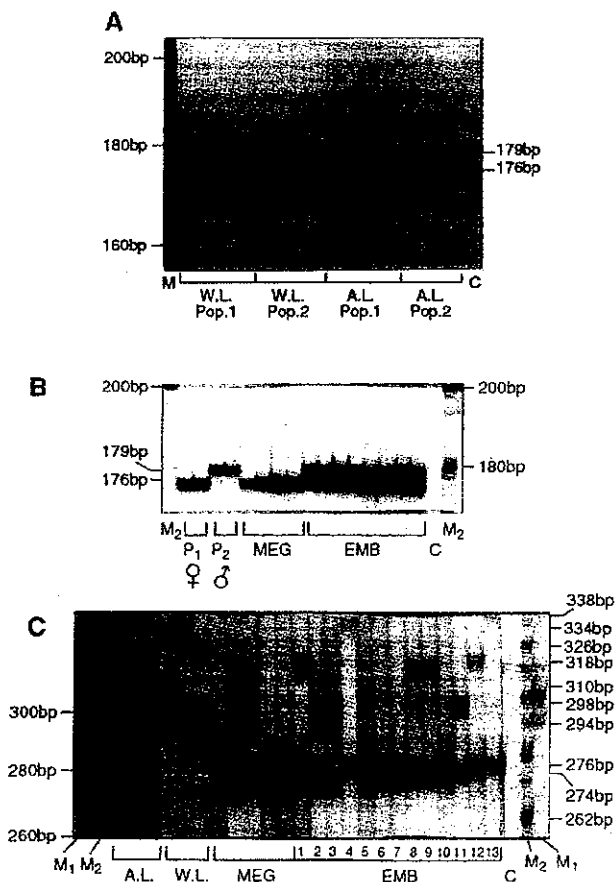 A
200bp
180bp
160bp
179bp
176bp
M
W.L. Pop.1
W.L. Pop.2
A.L. Pop.1
A.L. Pop.2
C
B
200bp
179bp
176bp
200bp
180bp
M₂
P₁
P₂
MEG
EMB
C
M₂
♀
♂
C
300bp
280bp
260bp
338bp
334bp
326bp
318bp
310bp
298bp
294bp
276bp
274bp
262bp
M₁
M₂
A.L.
W.L.
MEG
1 2 3 4 5 6 7 8 9 10 11 12 13
EMB
C
M₂
M₁